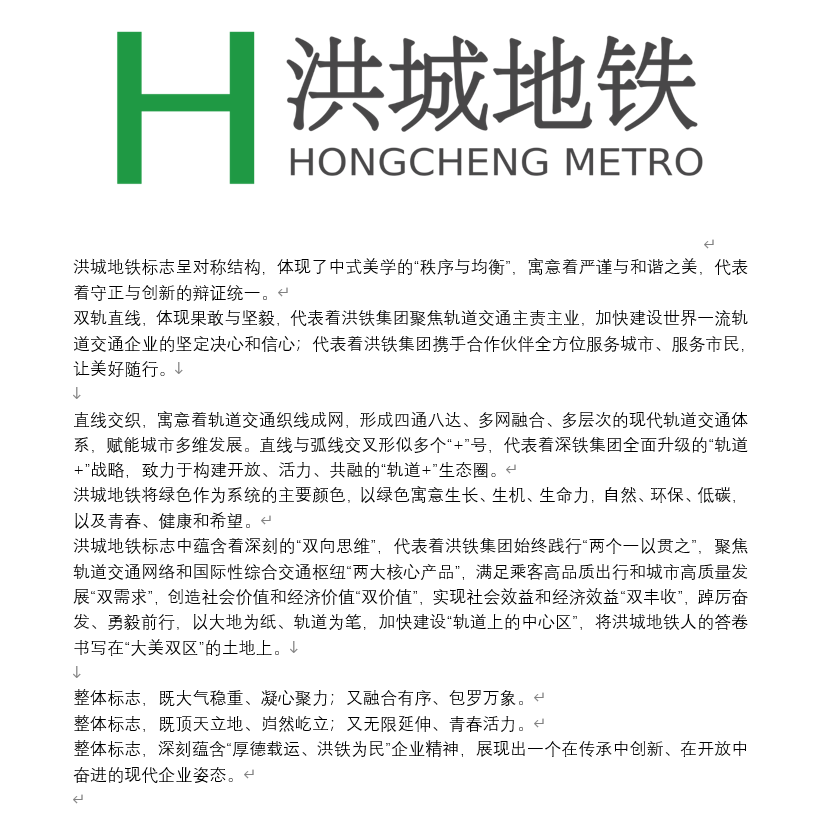 H 洪城地铁
HONGCHENG METRO
洪城地铁标志呈对称结构，体现了中式美学的“秩序与均衡”，寓意着严谨与和谐之美，代表
着守正与创新的辩证统一。
双轨直线，体现果敢与坚毅，代表着洪铁集团聚焦轨道交通主责主业，加快建设世界一流轨
道交通企业的坚定决心和信心；代表着洪铁集团携手合作伙伴全方位服务城市、服务市民，
让美好随行。
直线交织，寓意着轨道交通织线成网，形成四通八达、多网融合、多层次的现代轨道交通体
系，赋能城市多维发展。直线与弧线交叉形似多个“+”号，代表着深铁集团全面升级的“轨道
+”战略，致力于构建开放、活力、共融的“轨道+”生态圈。
洪城地铁将绿色作为系统的主要颜色，以绿色寓意生长、生机、生命力，自然、环保、低碳，
以及青春、健康和希望。
洪城地铁标志中蕴含着深刻的“双向思维”，代表着洪铁集团始终践行“两个一以贯之”，聚焦
轨道交通网络和国际性综合交通枢纽“两大核心产品”，满足乘客高品质出行和城市高质量发
展“双需求”，创造社会价值和经济价值“双价值”，实现社会效益和经济效益“双丰收”，踔厉奋
发、勇毅前行，以大地为纸、轨道为笔，加快建设“轨道上的中心区”，将洪城地铁人的答卷
书写在“大美双区”的土地上。
整体标志，既大气稳重、凝心聚力；又融合有序、包罗万象。
整体标志，既顶天立地、岿然屹立；又无限延伸、青春活力。
整体标志，深刻蕴含“厚德载运、洪铁为民”企业精神，展现出一个在传承中创新、在开放中
奋进的现代企业姿态。